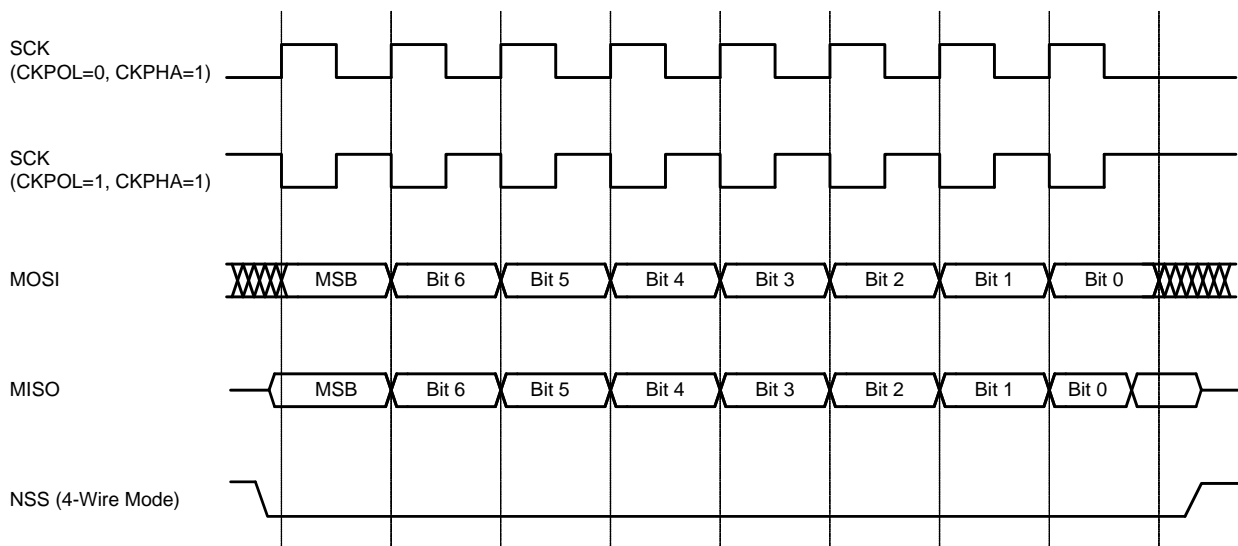 SCK
(CKPOL=0, CKPHA=1)
SCK
(CKPOL=1, CKPHA=1)
MOSI MSB Bit 6 Bit 5 Bit 4 Bit 3 Bit 2 Bit 1 Bit 0
MISO MSB Bit 6 Bit 5 Bit 4 Bit 3 Bit 2 Bit 1 Bit 0
NSS (4-Wire Mode)